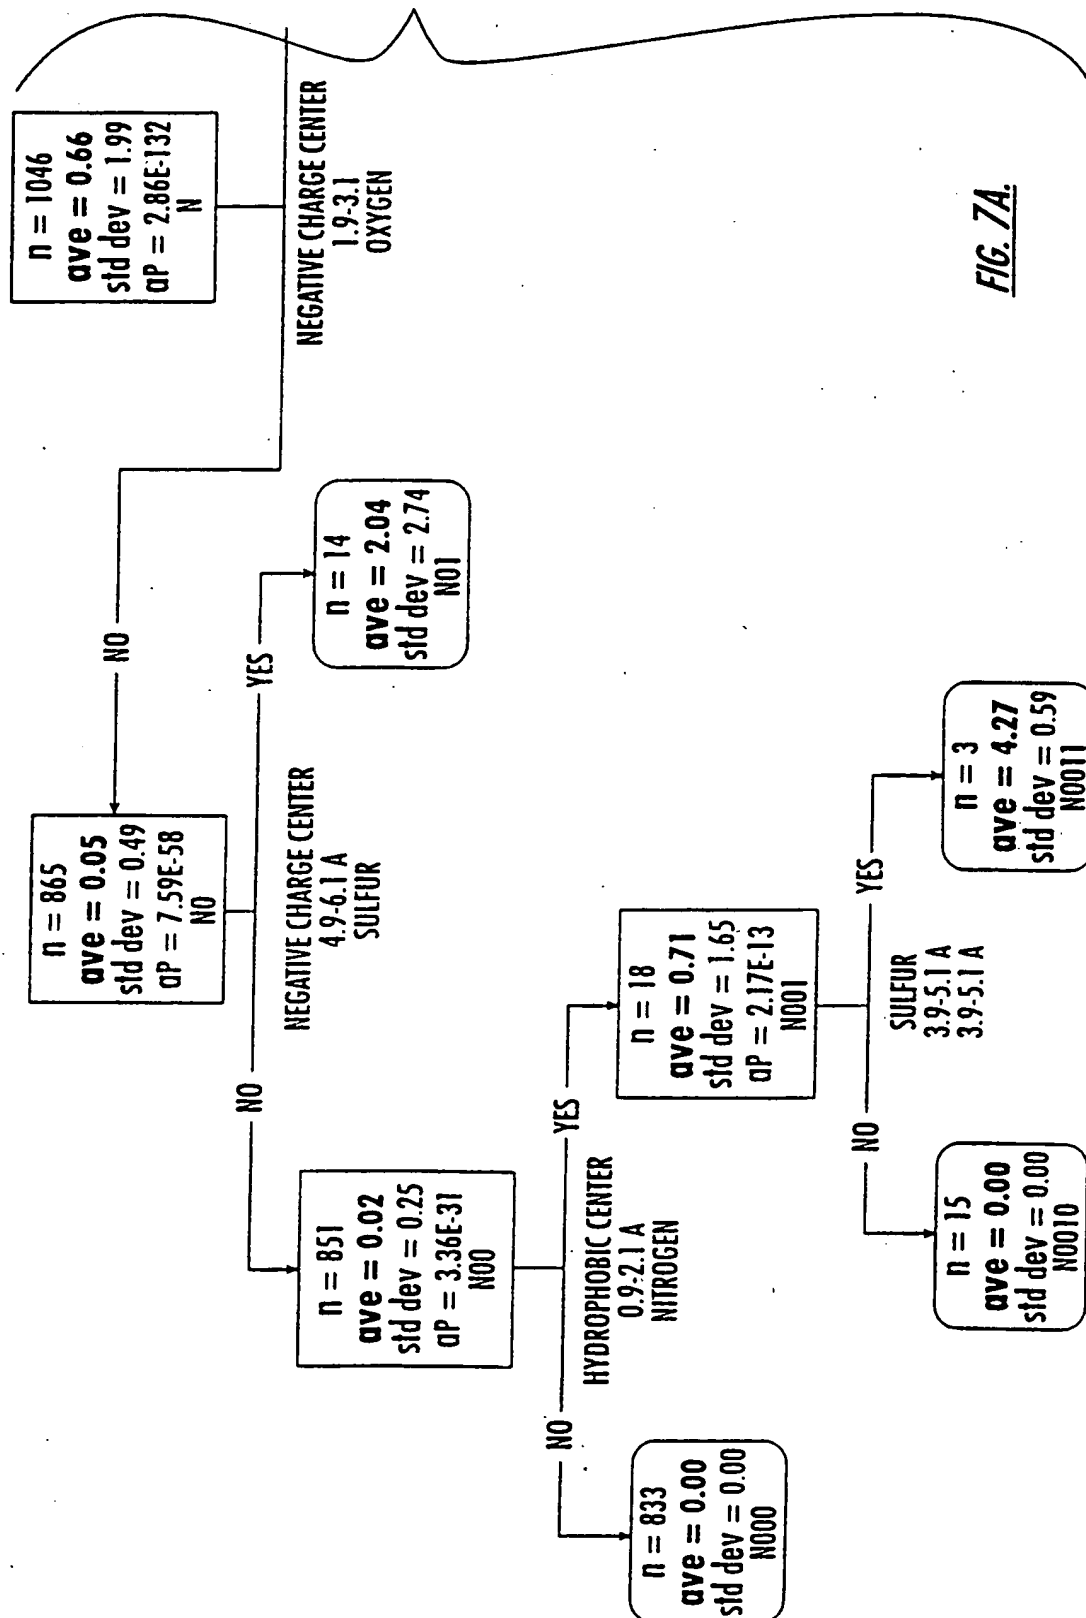 n = 1046
ave = 0.66
std dev = 1.99
aP = 2.86E-132
N
NEGATIVE CHARGE CENTER
1.9-3.1
OXYGEN
NO
n = 865
ave = 0.05
std dev = 0.49
aP = 7.59E-58
N0
NEGATIVE CHARGE CENTER
4.9-6.1 A
SULFUR
NO
YES
n = 14
ave = 2.04
std dev = 2.74
N01
n = 851
ave = 0.02
std dev = 0.25
aP = 3.36E-31
N00
HYDROPHOBIC CENTER
0.9-2.1 A
NITROGEN
NO
YES
n = 833
ave = 0.00
std dev = 0.00
N000
n = 18
ave = 0.71
std dev = 1.65
aP = 2.17E-13
N001
SULFUR
3.9-5.1 A
3.9-5.1 A
NO
YES
n = 15
ave = 0.00
std dev = 0.00
N0010
n = 3
ave = 4.27
std dev = 0.59
N0011
FIG. 7A.